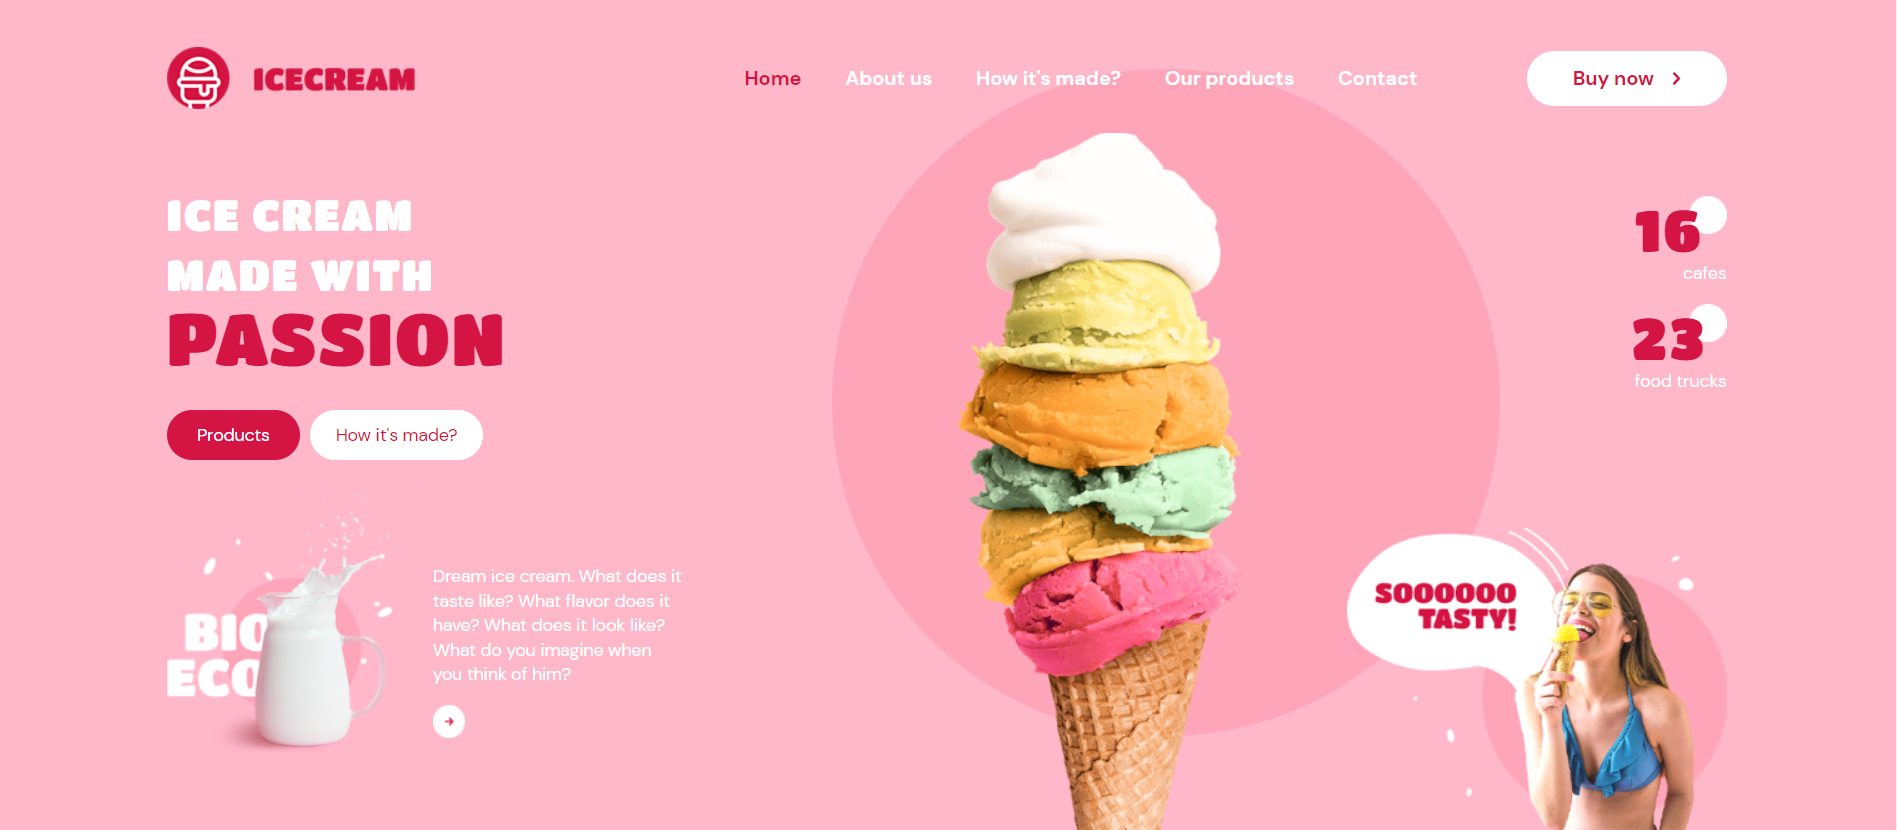 ICECREAM
Home
About us
How it's made?
Our products
Contact
Buy now
ICE CREAM
MADE WITH
PASSION
Products
How it's made?
16
cafes
23
food trucks
BIO
ECO
Dream ice cream. What does it
taste like? What flavor does it
have? What does it look like?
What do you imagine when
you think of him?
SOOOOOO
TASTY!